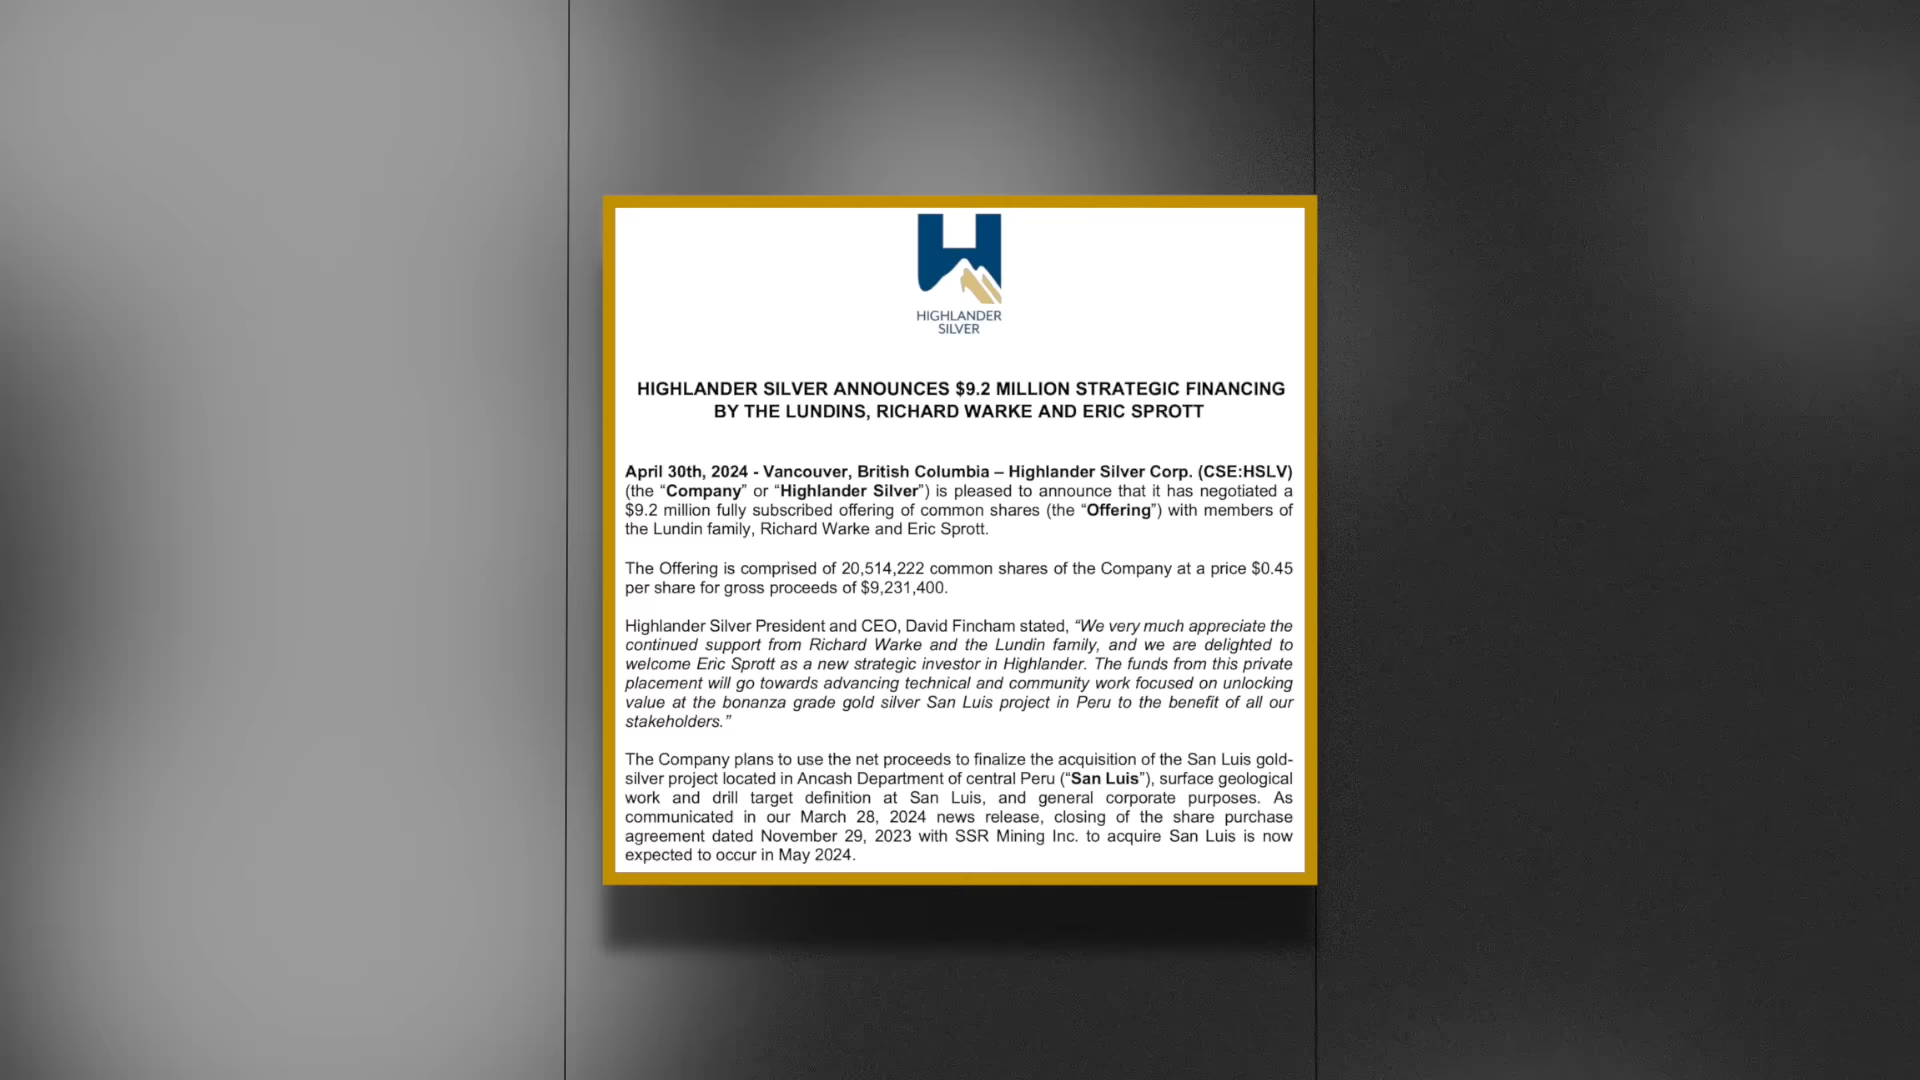 HIGHLANDER
SILVER
HIGHLANDER SILVER ANNOUNCES $9.2 MILLION STRATEGIC FINANCING
BY THE LUNDINS, RICHARD WARKE AND ERIC SPROTT
April 30th, 2024 - Vancouver, British Columbia – Highlander Silver Corp. (CSE:HSLV)
(the “Company” or “Highlander Silver”) is pleased to announce that it has negotiated a
$9.2 million fully subscribed offering of common shares (the “Offering”) with members of
the Lundin family, Richard Warke and Eric Sprott.
The Offering is comprised of 20,514,222 common shares of the Company at a price $0.45
per share for gross proceeds of $9,231,400.
Highlander Silver President and CEO, David Fincham stated, “We very much appreciate the
continued support from Richard Warke and the Lundin family, and we are delighted to
welcome Eric Sprott as a new strategic investor in Highlander. The funds from this private
placement will go towards advancing technical and community work focused on unlocking
value at the bonanza grade gold silver San Luis project in Peru to the benefit of all our
stakeholders.”
The Company plans to use the net proceeds to finalize the acquisition of the San Luis gold-
silver project located in Ancash Department of central Peru (“San Luis”), surface geological
work and drill target definition at San Luis, and general corporate purposes. As
communicated in our March 28, 2024 news release, closing of the share purchase
agreement dated November 29, 2023 with SSR Mining Inc. to acquire San Luis is now
expected to occur in May 2024.